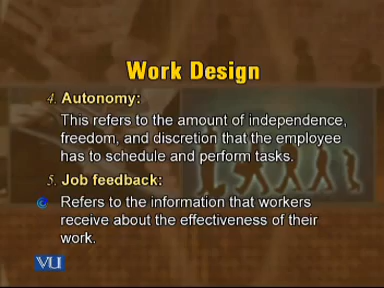 Work Design
4. Autonomy:
This refers to the amount of independence,
freedom, and discretion that the employee
has to schedule and perform tasks.
5. Job feedback:
Refers to the information that workers
receive about the effectiveness of their
work.
VU